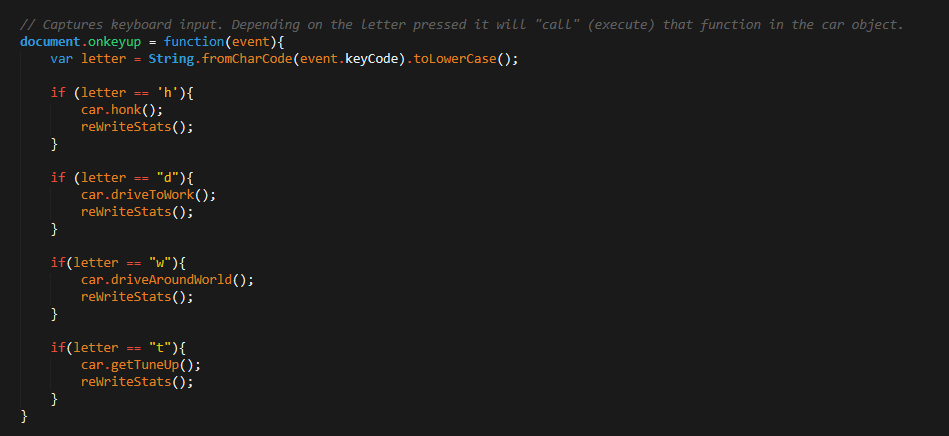 // Captures keyboard input. Depending on the letter pressed it will "call" (execute) that function in the car object.
document.onkeyup = function(event){
    var letter = String.fromCharCode(event.keyCode).toLowerCase();

    if (letter == 'h'){
        car.honk();
        reWriteStats();
    }

    if (letter == "d"){
        car.driveToWork();
        reWriteStats();
    }

    if(letter == "w"){
        car.driveAroundWorld();
        reWriteStats();
    }

    if(letter == "t"){
        car.getTuneUp();
        reWriteStats();
    }
}